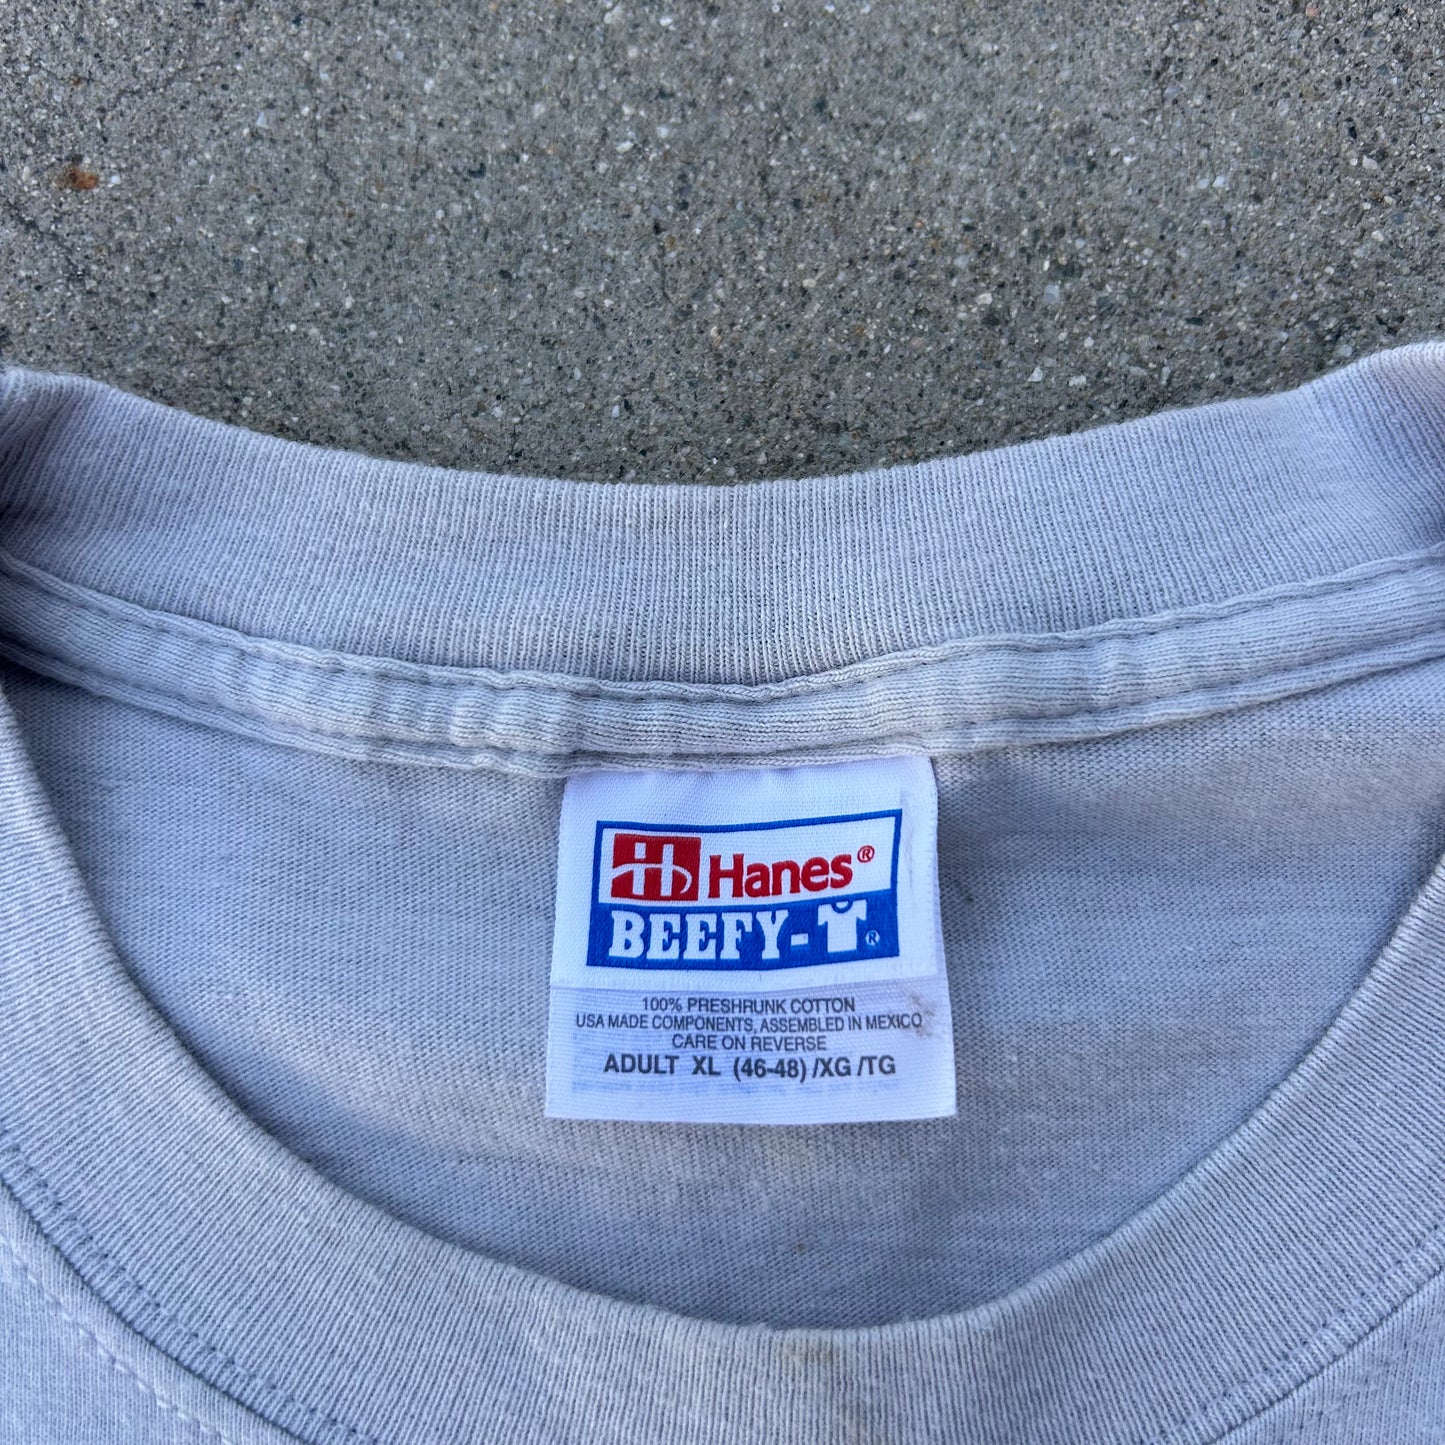 Hanes®
BEEFY-T®
100% PRESHRUNK COTTON
USA MADE COMPONENTS, ASSEMBLED IN MEXICO
CARE ON REVERSE
ADULT XL (46-48) /XG /TG